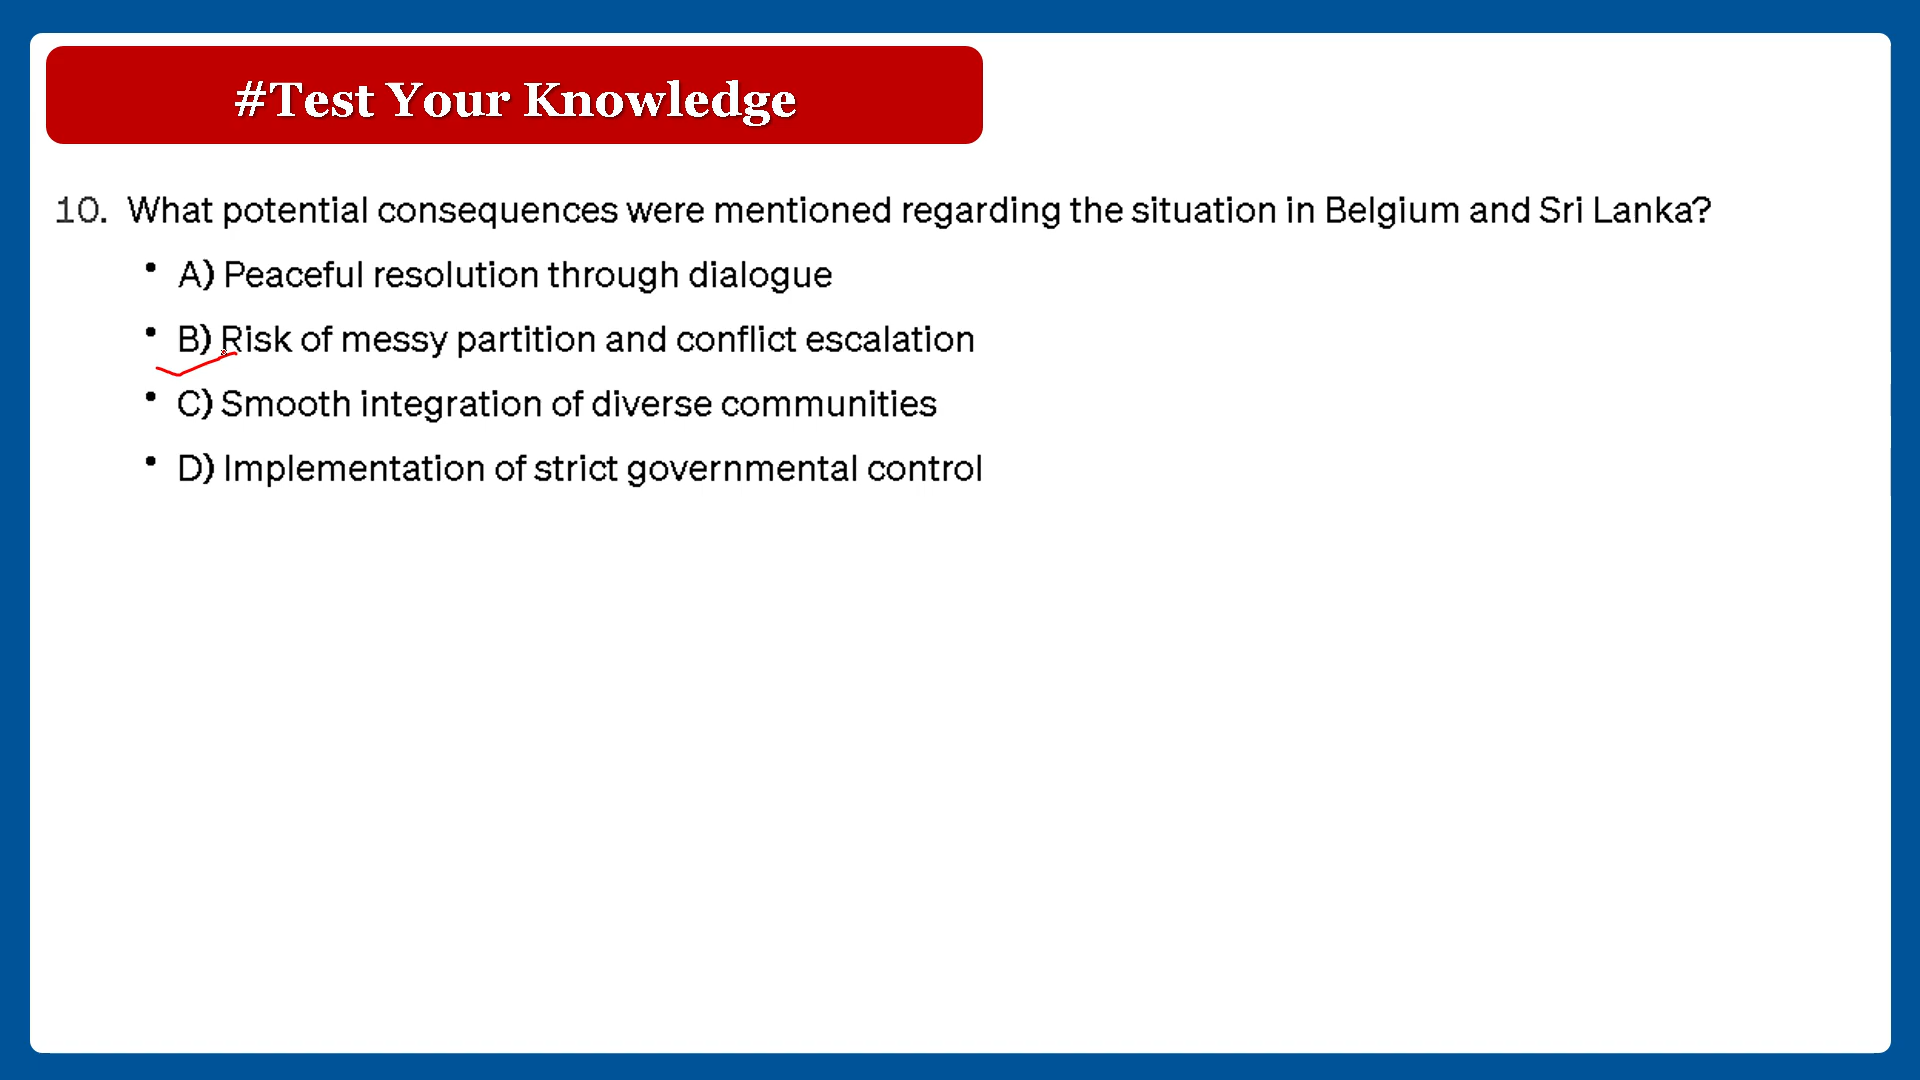 #Test Your Knowledge
10. What potential consequences were mentioned regarding the situation in Belgium and Sri Lanka?
• A) Peaceful resolution through dialogue
• B) Risk of messy partition and conflict escalation
• C) Smooth integration of diverse communities
• D) Implementation of strict governmental control